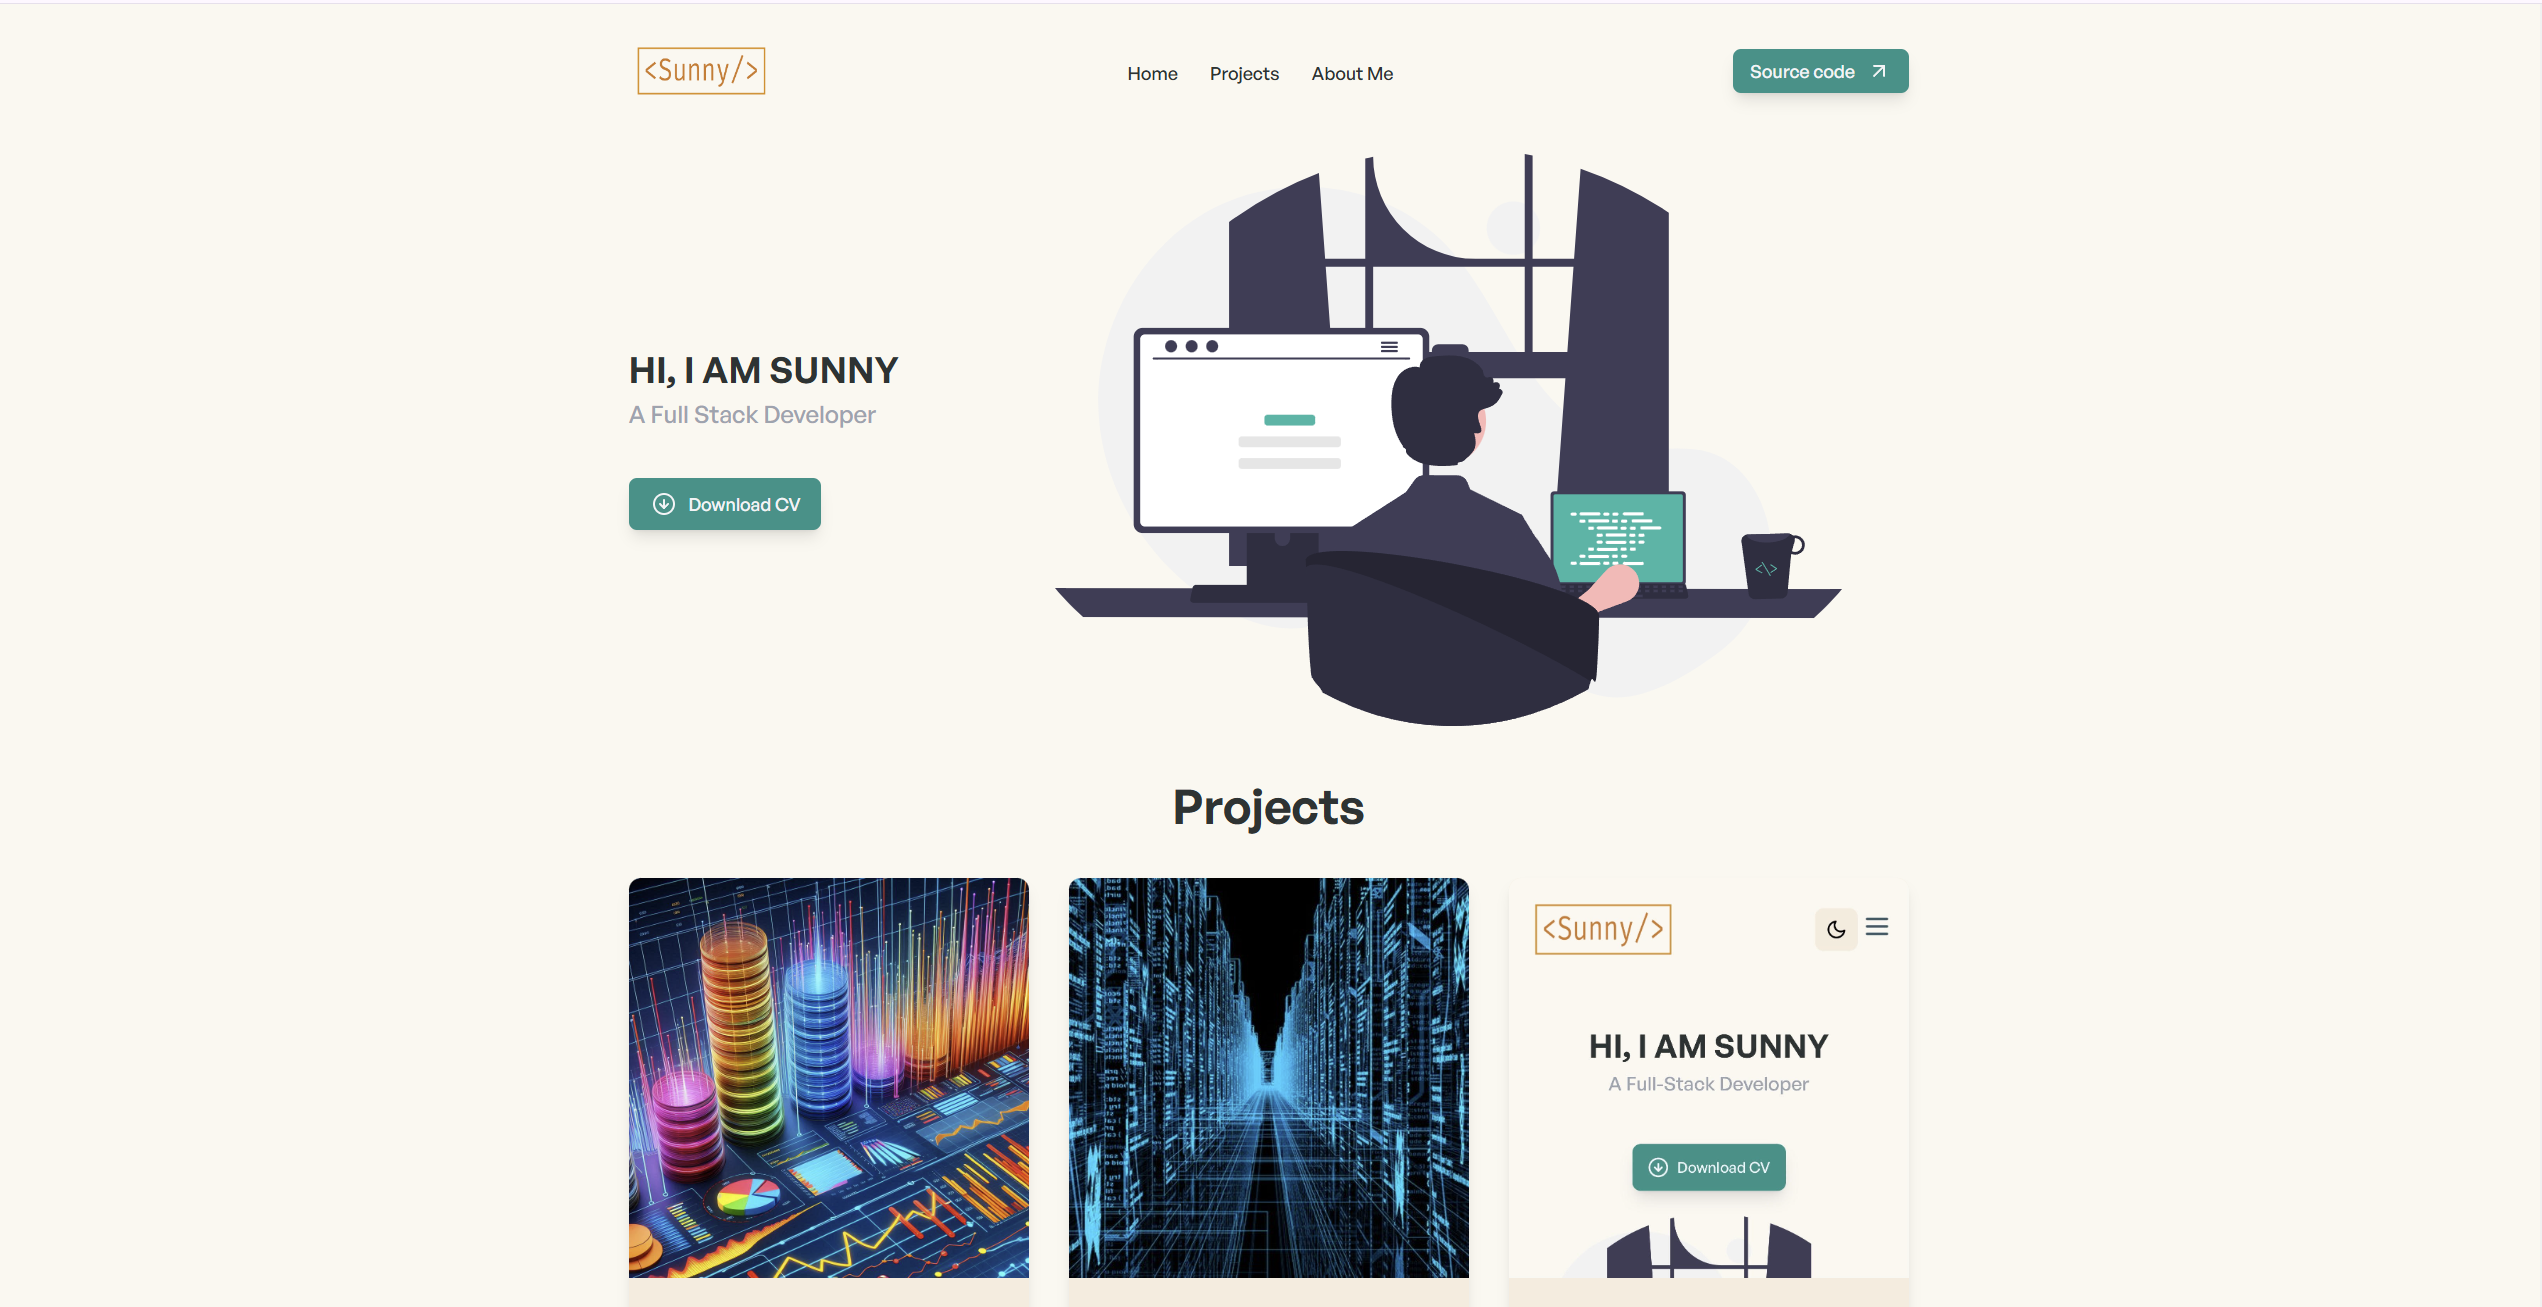 <Sunny/>
Home
Projects
About Me
Source code
HI, I AM SUNNY
A Full Stack Developer
Download CV
<\>
Projects
<Sunny/>
HI, I AM SUNNY
A Full-Stack Developer
Download CV